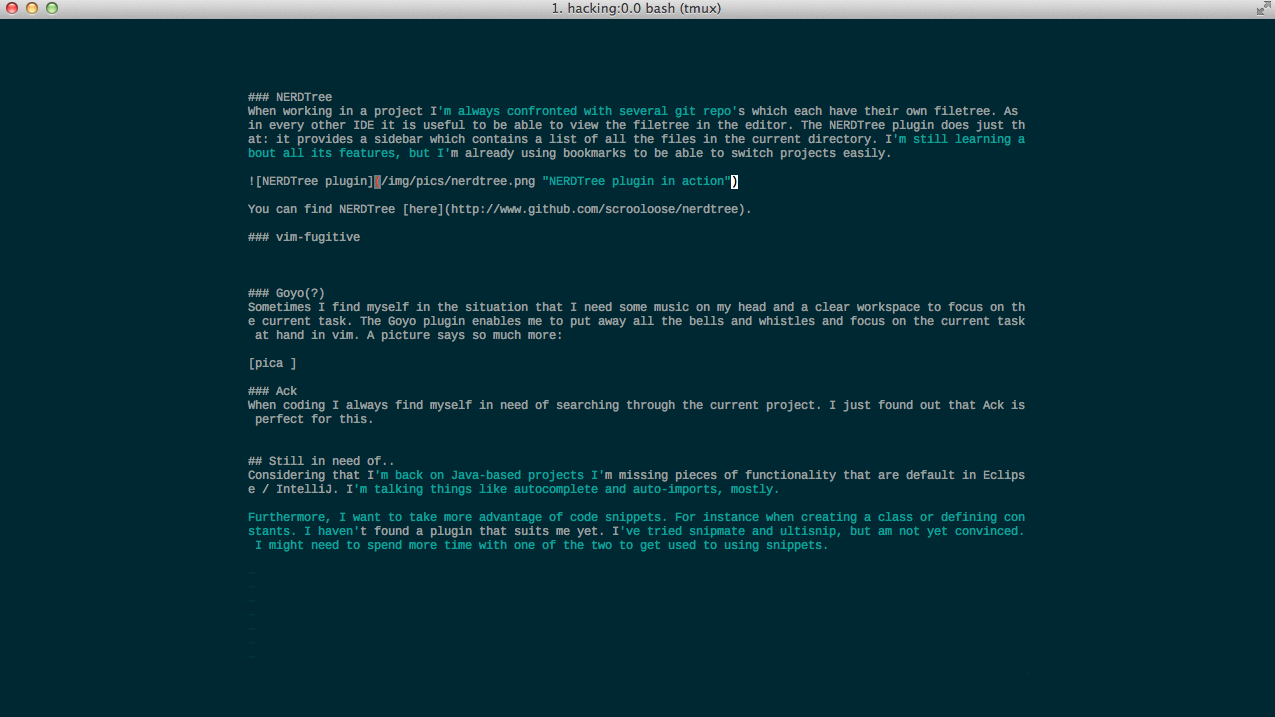 1. hacking:0.0 bash (tmux)
### NERDTree
When working in a project I'm always confronted with several git repo's which each have their own filetree. As
in every other IDE it is useful to be able to view the filetree in the editor. The NERDTree plugin does just th
at: it provides a sidebar which contains a list of all the files in the current directory. I'm still learning a
bout all its features, but I'm already using bookmarks to be able to switch projects easily.
![NERDTree plugin](/img/pics/nerdtree.png "NERDTree plugin in action")
You can find NERDTree [here](http://www.github.com/scrooloose/nerdtree).
### vim-fugitive
### Goyo(?)
Sometimes I find myself in the situation that I need some music on my head and a clear workspace to focus on th
e current task. The Goyo plugin enables me to put away all the bells and whistles and focus on the current task
at hand in vim. A picture says so much more:
[pica ]
### Ack
When coding I always find myself in need of searching through the current project. I just found out that Ack is
perfect for this.
## Still in need of..
Considering that I'm back on Java-based projects I'm missing pieces of functionality that are default in Eclips
e / IntelliJ. I'm talking things like autocomplete and auto-imports, mostly.
Furthermore, I want to take more advantage of code snippets. For instance when creating a class or defining con
stants. I haven't found a plugin that suits me yet. I've tried snipmate and ultisnip, but am not yet convinced.
I might need to spend more time with one of the two to get used to using snippets.
~
~
~
~
~
~
~